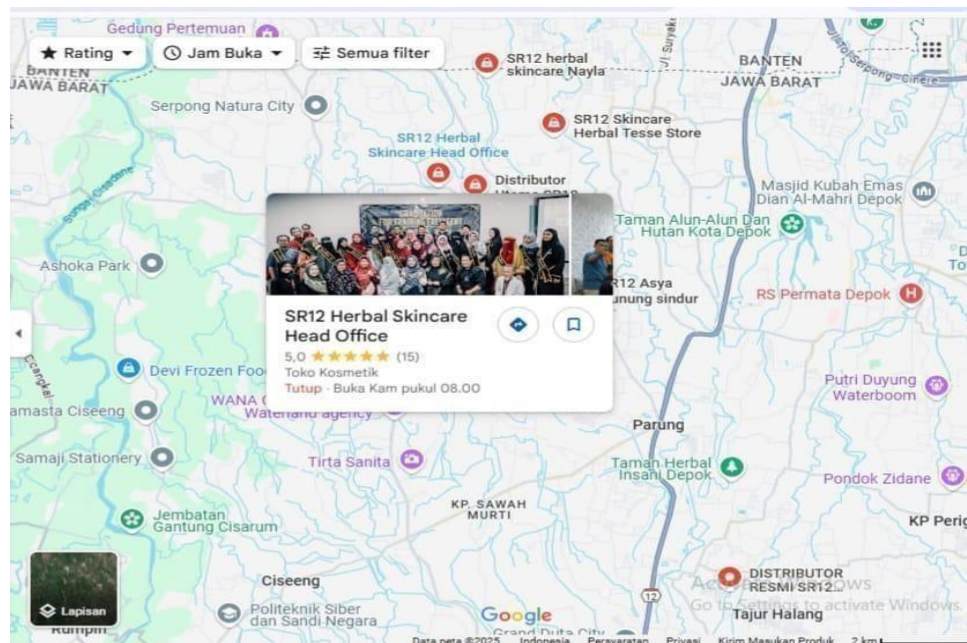 Gedung Pertemuan
Rating
Jam Buka
Semua filter
BANTEN
JAWA BARAT
SR12 herbal
skincare Nayla
BANTEN
JAWA BARAT
Serpong Natura City
SR12 Skincare
Herbal Tesse Store
SR12 Herbal
Skincare Head Office
Distributor
Masjid Kubah Emas
Dian Al-Mahri Depok
Taman Alun-Alun Dan
Hutan Kota Depok
Ashoka Park
RS Permata Depok
SR12 Herbal Skincare
Head Office
5,0 (15)
Toko Kosmetik
Tutup · Buka Kam pukul 08.00
Devi Frozen Foo
WANA
Waterland agency
Putri Duyung
Waterboom
Parung
Samaji Stationery
Tirta Sanita
Taman Herbal
Insani Depok
Pondok Zidane
KP. SAWAH
MURTI
Jembatan
Gantung Cisarum
KP Perig
Ciseeng
DISTRIBUTOR
RESMI SR12...
Go to Settings to activate Windows.
Lapisan
Politeknik Siber
dan Sandi Negara
12
Tajur Halang
Google
Grand Duta City
Data peta ©2025 Indonesia Persyaratan Privasi Kirim Masukan Produk 2 km